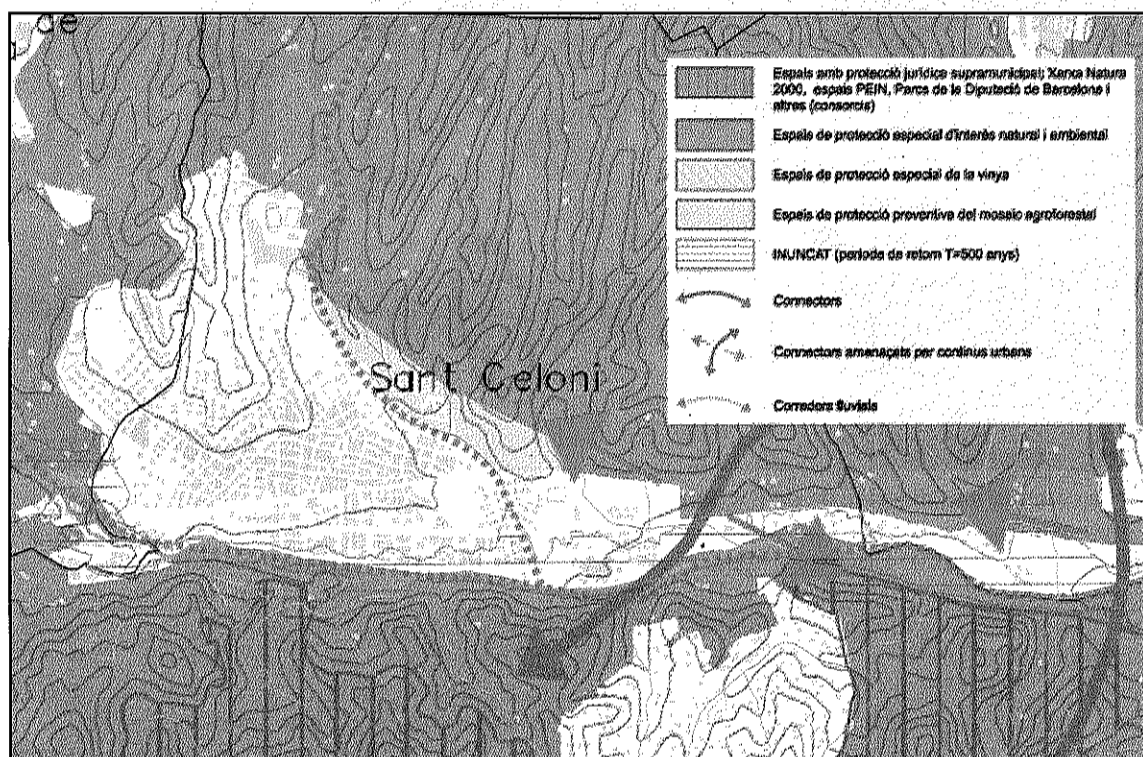 de
Espais amb protecció jurídica supramunicipal; Xarxa Natura
2000, espais PEIN, Parcs de la Diputació de Barcelona i
altres (consorcis)
Espais de protecció especial d'interès natural i ambiental
Espais de protecció especial de la vinya
Espais de protecció preventiva del mosaic agroforestal
INUNCAT (període de retorn T=500 anys)
Connectors
Connectors amenaçats per continus urbans
Corredors fluvials
Sant Celoni